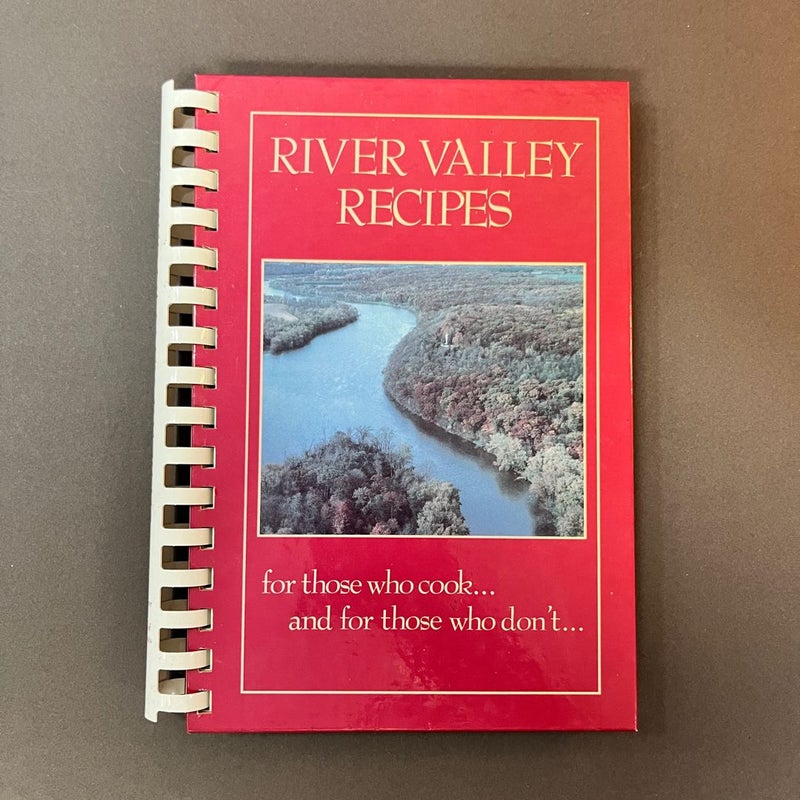 RIVER VALLEY
RECIPES
for those who cook...
and for those who don't...